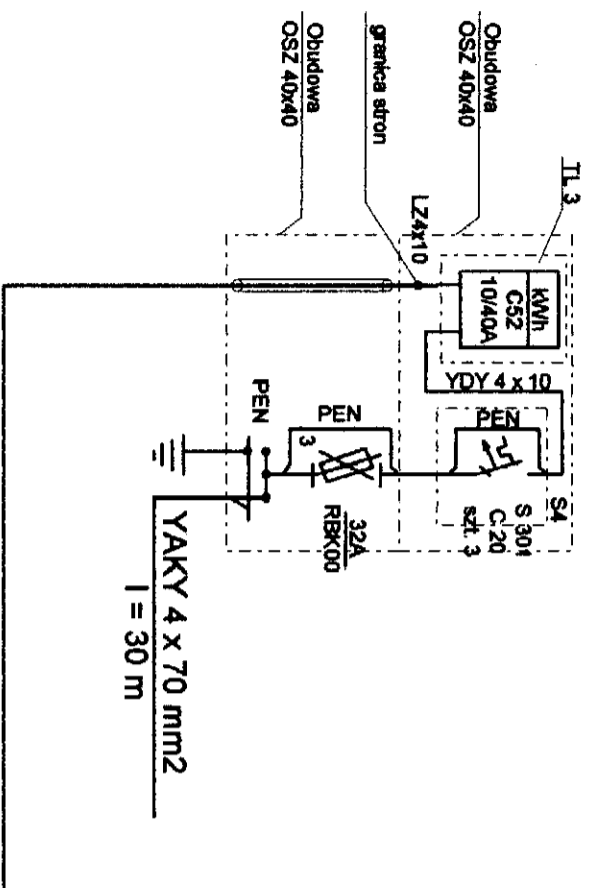 Obudowa
OSZ 40x40
granica stron
Obudowa
OSZ 40x40
TL 3
LZ4x10
kWh
C52
10/40A
YDY 4 x 10
PEN
S4
S 301
C 20
szt. 3
PEN
3
32A
RBK00
PEN
YAKY 4 x 70 mm2
l = 30 m